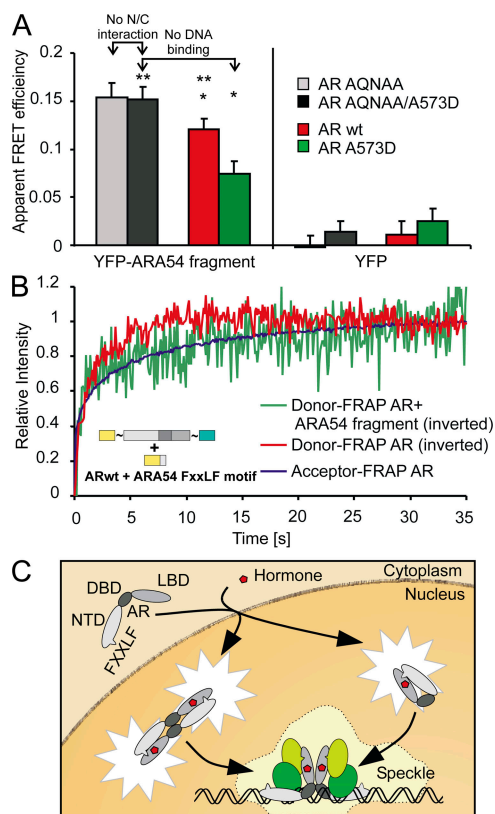 A
No N/C
interaction
No DNA
binding
Apparent FRET efficieincy
0.15
0.1
0.05
0
**
**
*
*
AR AQNAA
AR AQNAA/A573D
AR wt
AR A573D
YFP-ARA54 fragment
YFP
B
Relative Intensity
1.2
1
0.8
0.6
0.4
0.2
0
0
5
10
15
20
25
30
35
Time [s]
~
~
+
ARwt + ARA54 FxxLF motif
Donor-FRAP AR+
ARA54 fragment (inverted)
Donor-FRAP AR (inverted)
Acceptor-FRAP AR
C
Hormone
Cytoplasm
Nucleus
DBD
LBD
NTD
AR
FXXLF
Speckle